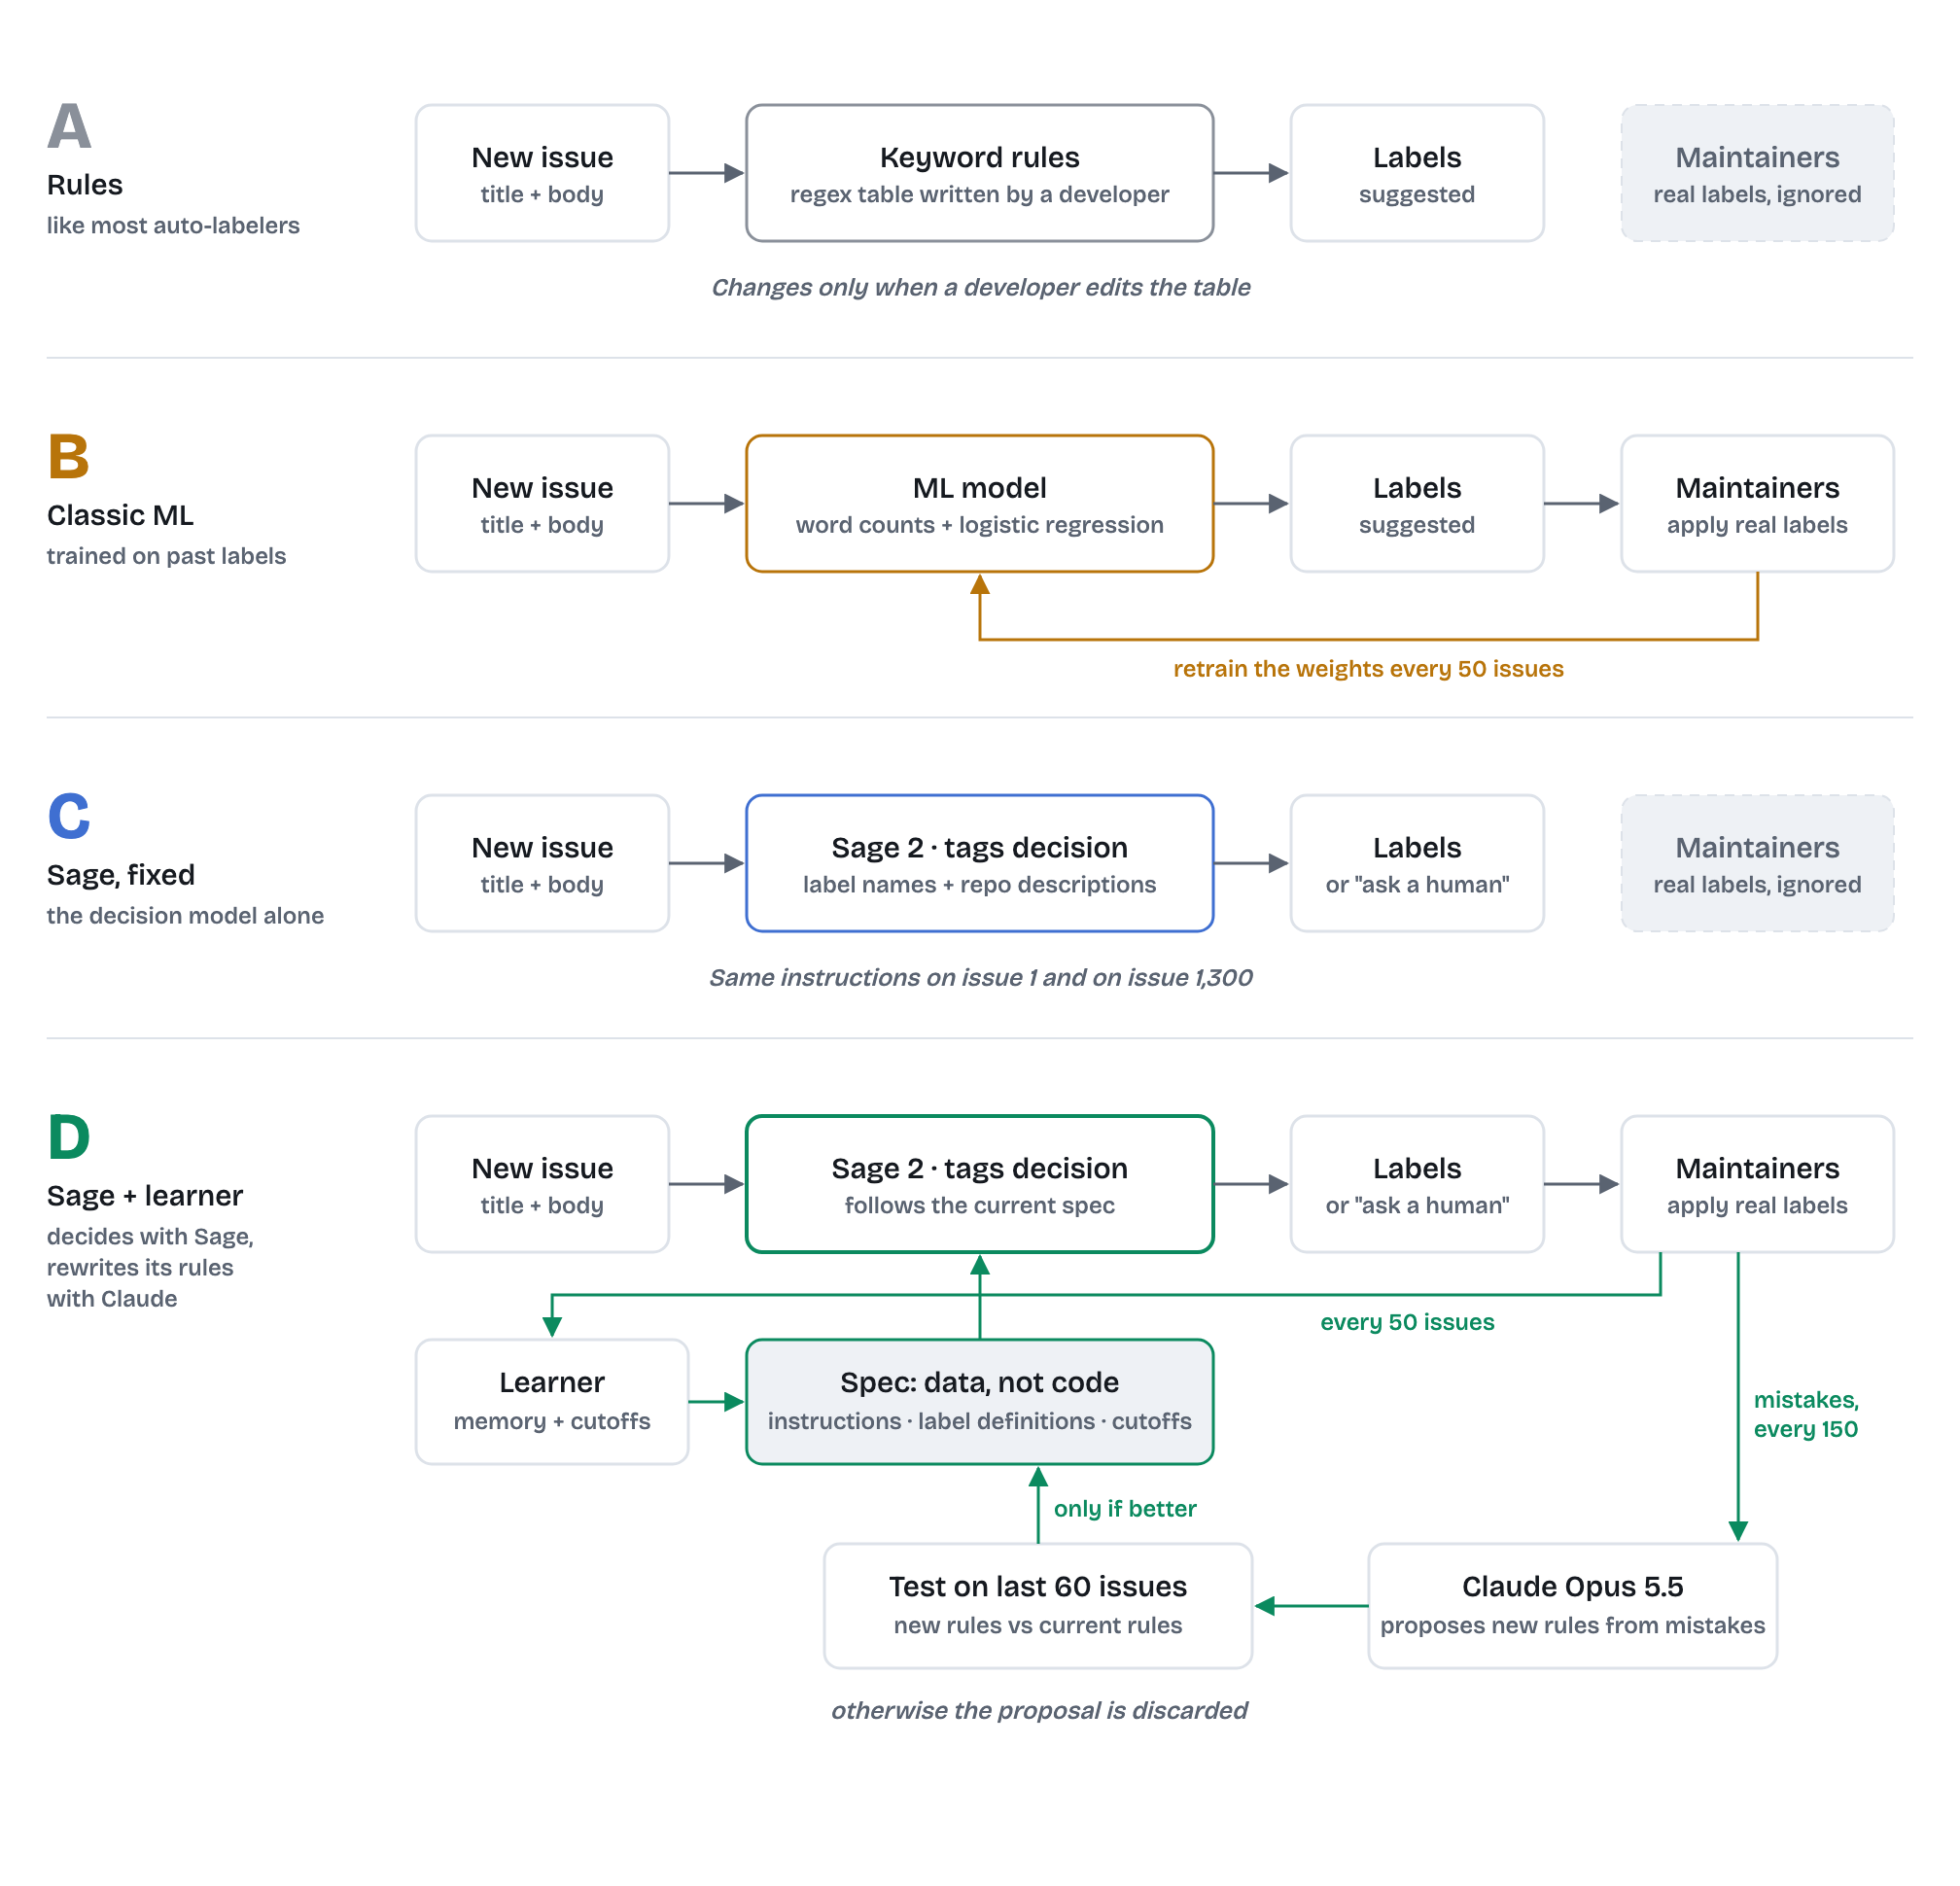 A
Rules
like most auto-labelers
New issue
title + body
Keyword rules
regex table written by a developer
Labels
suggested
Maintainers
real labels, ignored
Changes only when a developer edits the table
B
Classic ML
trained on past labels
New issue
title + body
ML model
word counts + logistic regression
Labels
suggested
Maintainers
apply real labels
retrain the weights every 50 issues
C
Sage, fixed
the decision model alone
New issue
title + body
Sage 2 · tags decision
label names + repo descriptions
Labels
or "ask a human"
Maintainers
real labels, ignored
Same instructions on issue 1 and on issue 1,300
D
Sage + learner
decides with Sage,
rewrites its rules
with Claude
New issue
title + body
Sage 2 · tags decision
follows the current spec
Labels
or "ask a human"
Maintainers
apply real labels
every 50 issues
Learner
memory + cutoffs
Spec: data, not code
instructions · label definitions · cutoffs
mistakes,
every 150
only if better
Test on last 60 issues
new rules vs current rules
Claude Opus 5.5
proposes new rules from mistakes
otherwise the proposal is discarded